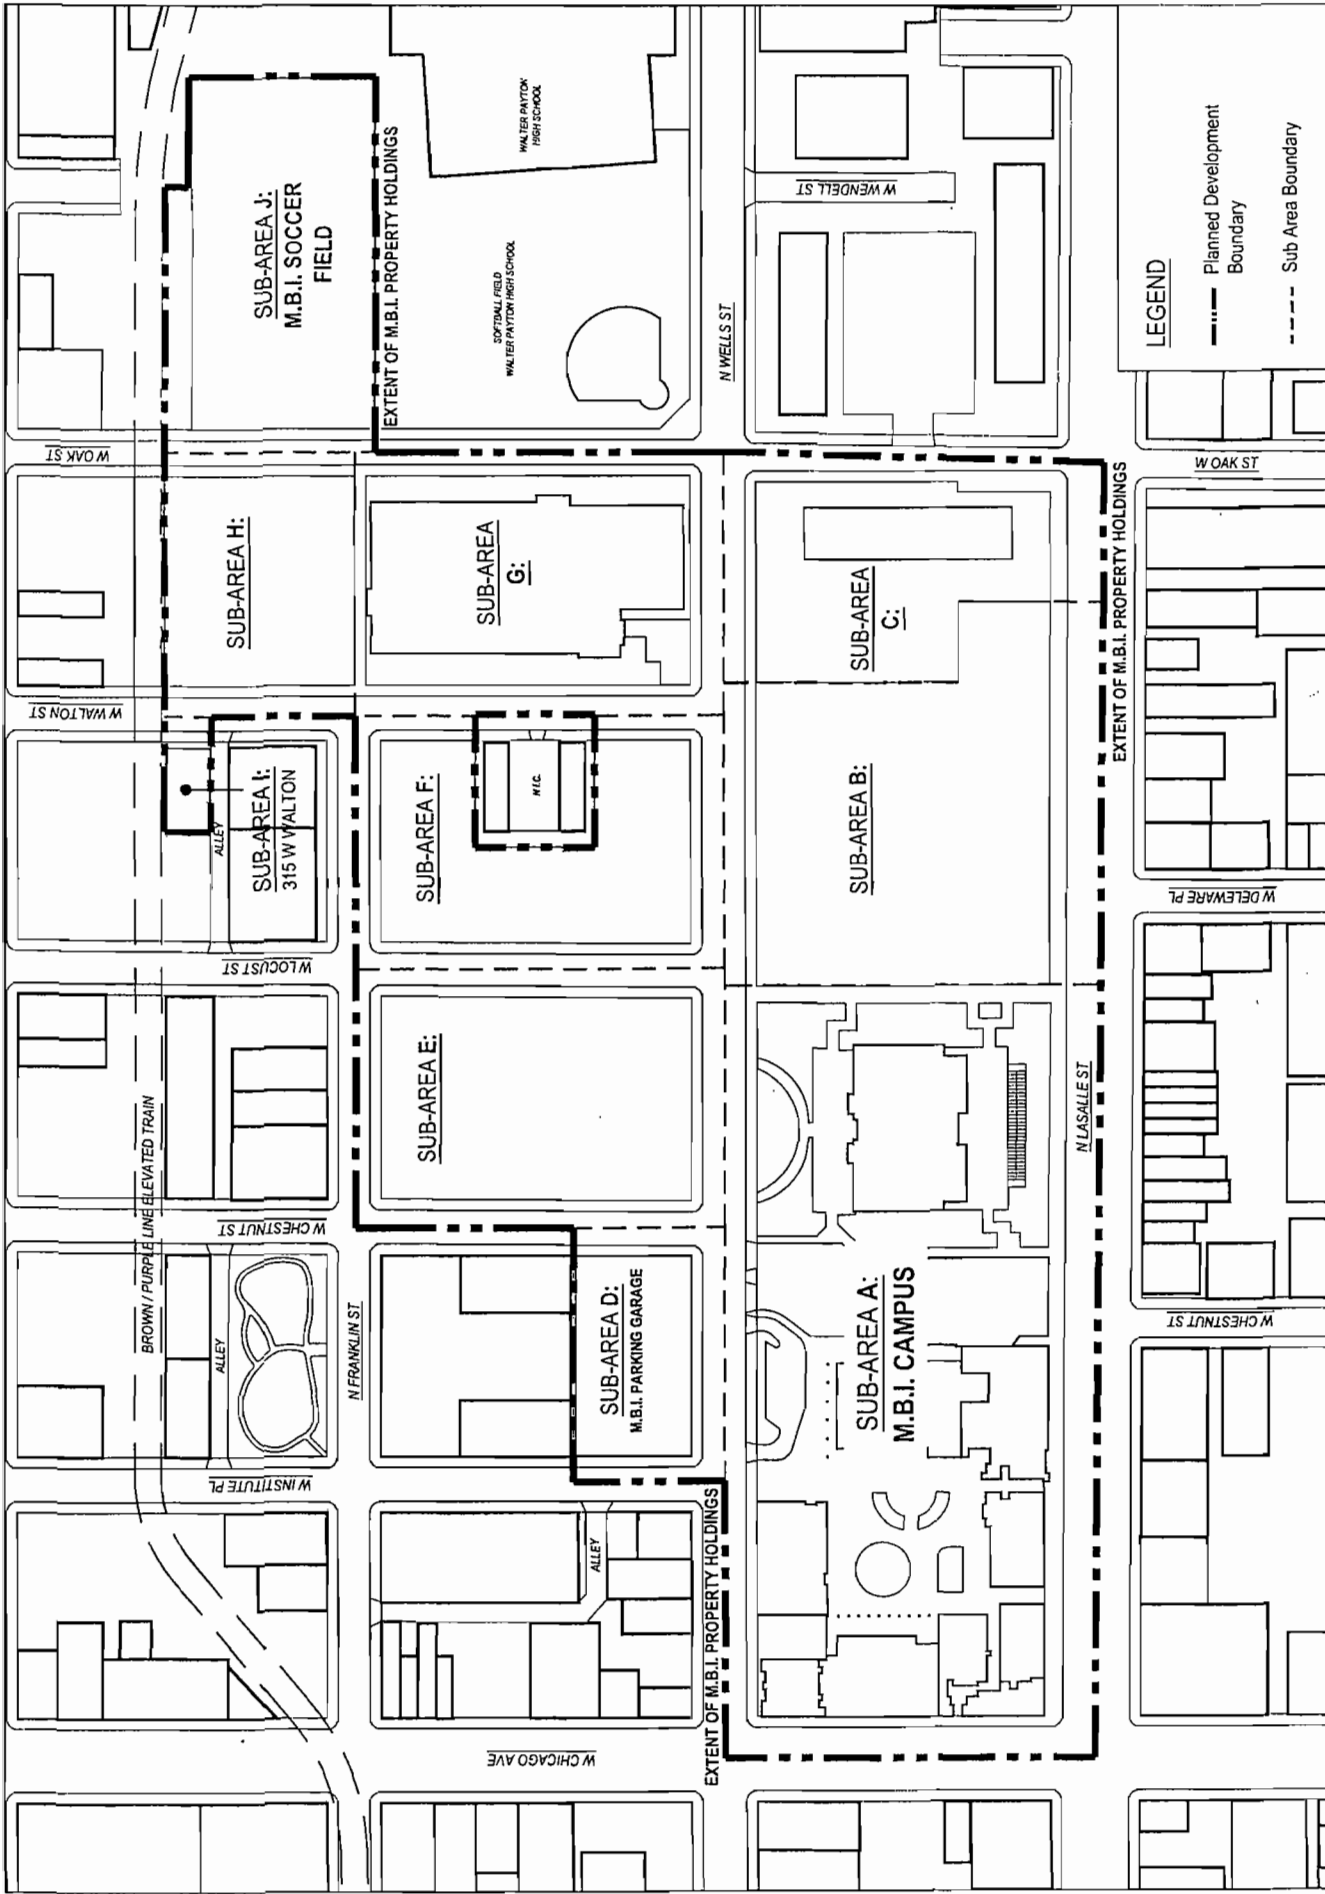 BROWN / PURPLE LINE ELEVATED TRAIN
W CHICAGO AVE
W INSTITUTE PL
W CHESTNUT ST
W LOCUST ST
W WALTON ST
W OAK ST
ALLEY
ALLEY
SUB-AREA I:
315 W WALTON
SUB-AREA H:
SUB-AREA J:
M.B.I. SOCCER
FIELD
N FRANKLIN ST
EXTENT OF M.B.I. PROPERTY HOLDINGS
SUB-AREA E:
SUB-AREA F:
N.I.C.
SUB-AREA
G:
SOFTBALL FIELD
WALTER PAYTON HIGH SCHOOL
WALTER PAYTON
HIGH SCHOOL
ALLEY
SUB-AREA D:
M.B.I. PARKING GARAGE
EXTENT OF M.B.I. PROPERTY HOLDINGS
N WELLS ST
W WENDELL ST
SUB-AREA A:
M.B.I. CAMPUS
SUB-AREA B:
SUB-AREA
C:
N LASALLE ST
EXTENT OF M.B.I. PROPERTY HOLDINGS
W CHESTNUT ST
W DELEWARE PL
W OAK ST
LEGEND
Planned Development
Boundary
Sub Area Boundary